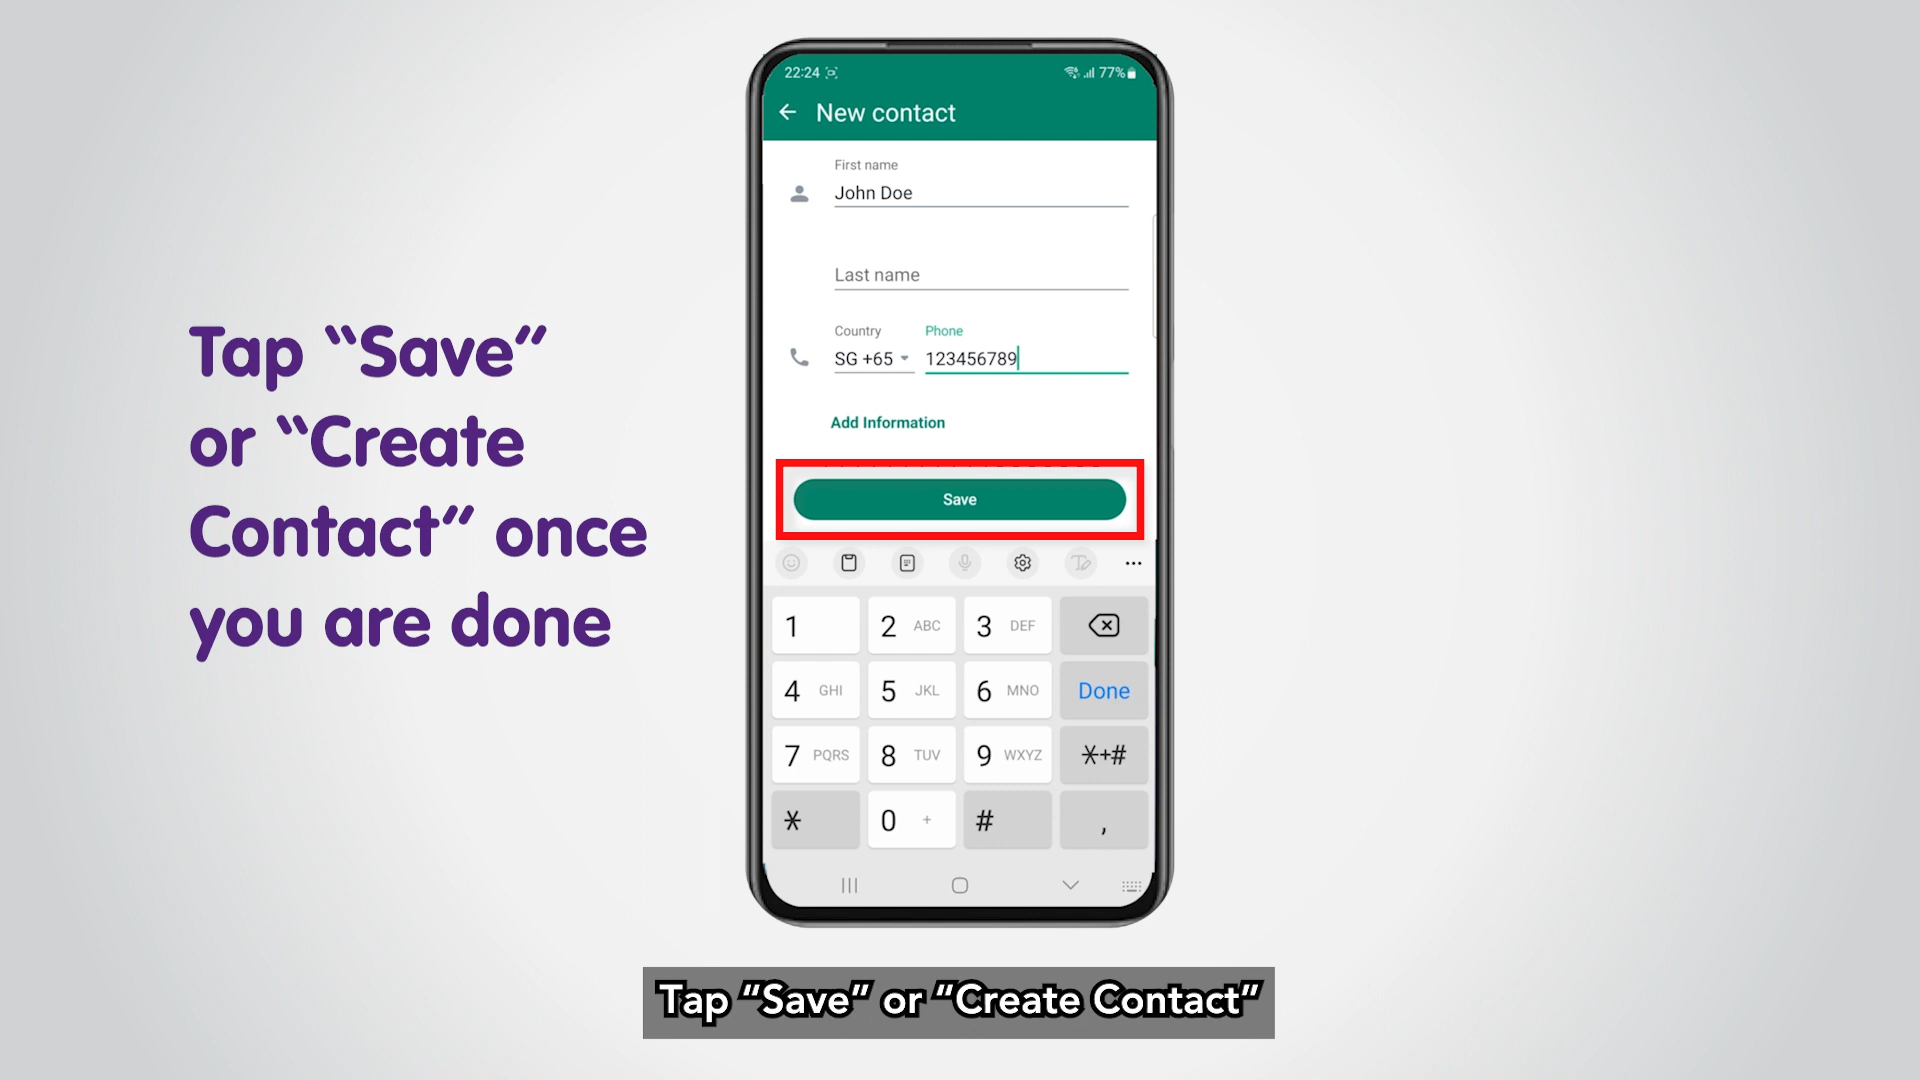 Tap “Save”
or “Create
Contact” once
you are done
22:24
77%
New contact
First name
John Doe
Last name
Country
Phone
SG +65
123456789
Add Information
Save
1
2 ABC
3 DEF
4 GHI
5 JKL
6 MNO
Done
7 PQRS
8 TUV
9 WXYZ
*+#
*
0 +
#
,
Tap “Save” or “Create Contact”